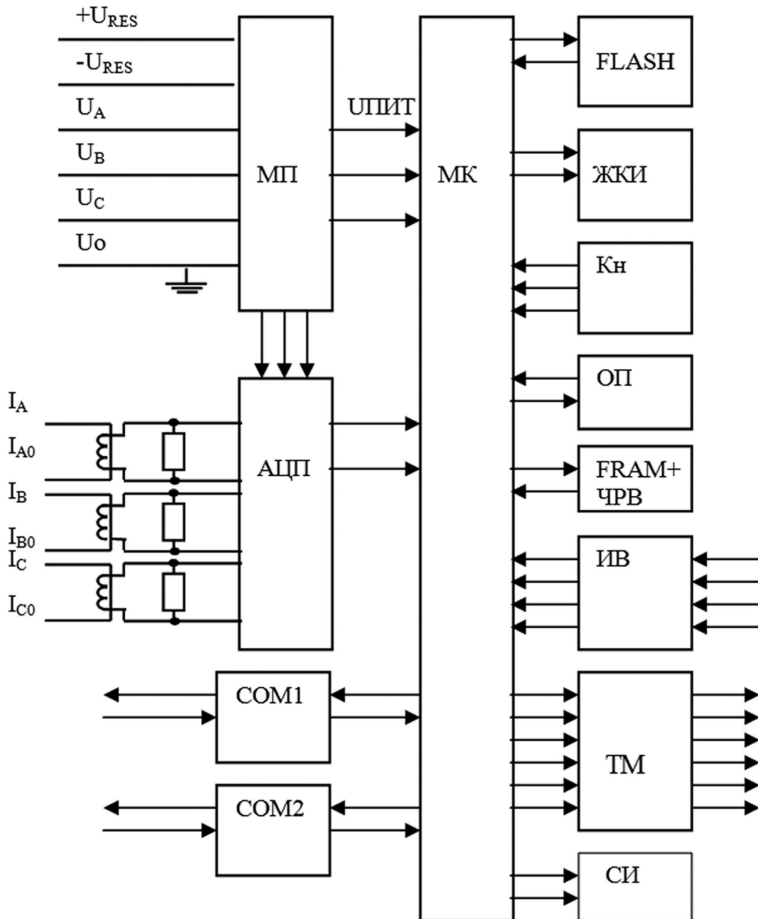 +U_RES
-U_RES
U_A
U_B
U_C
Uo
МП
UПИТ
МК
FLASH
ЖКИ
Кн
ОП
FRAM+
ЧРВ
ИВ
ТМ
СИ
I_A
I_A0
I_B
I_B0
I_C
I_C0
АЦП
COM1
COM2